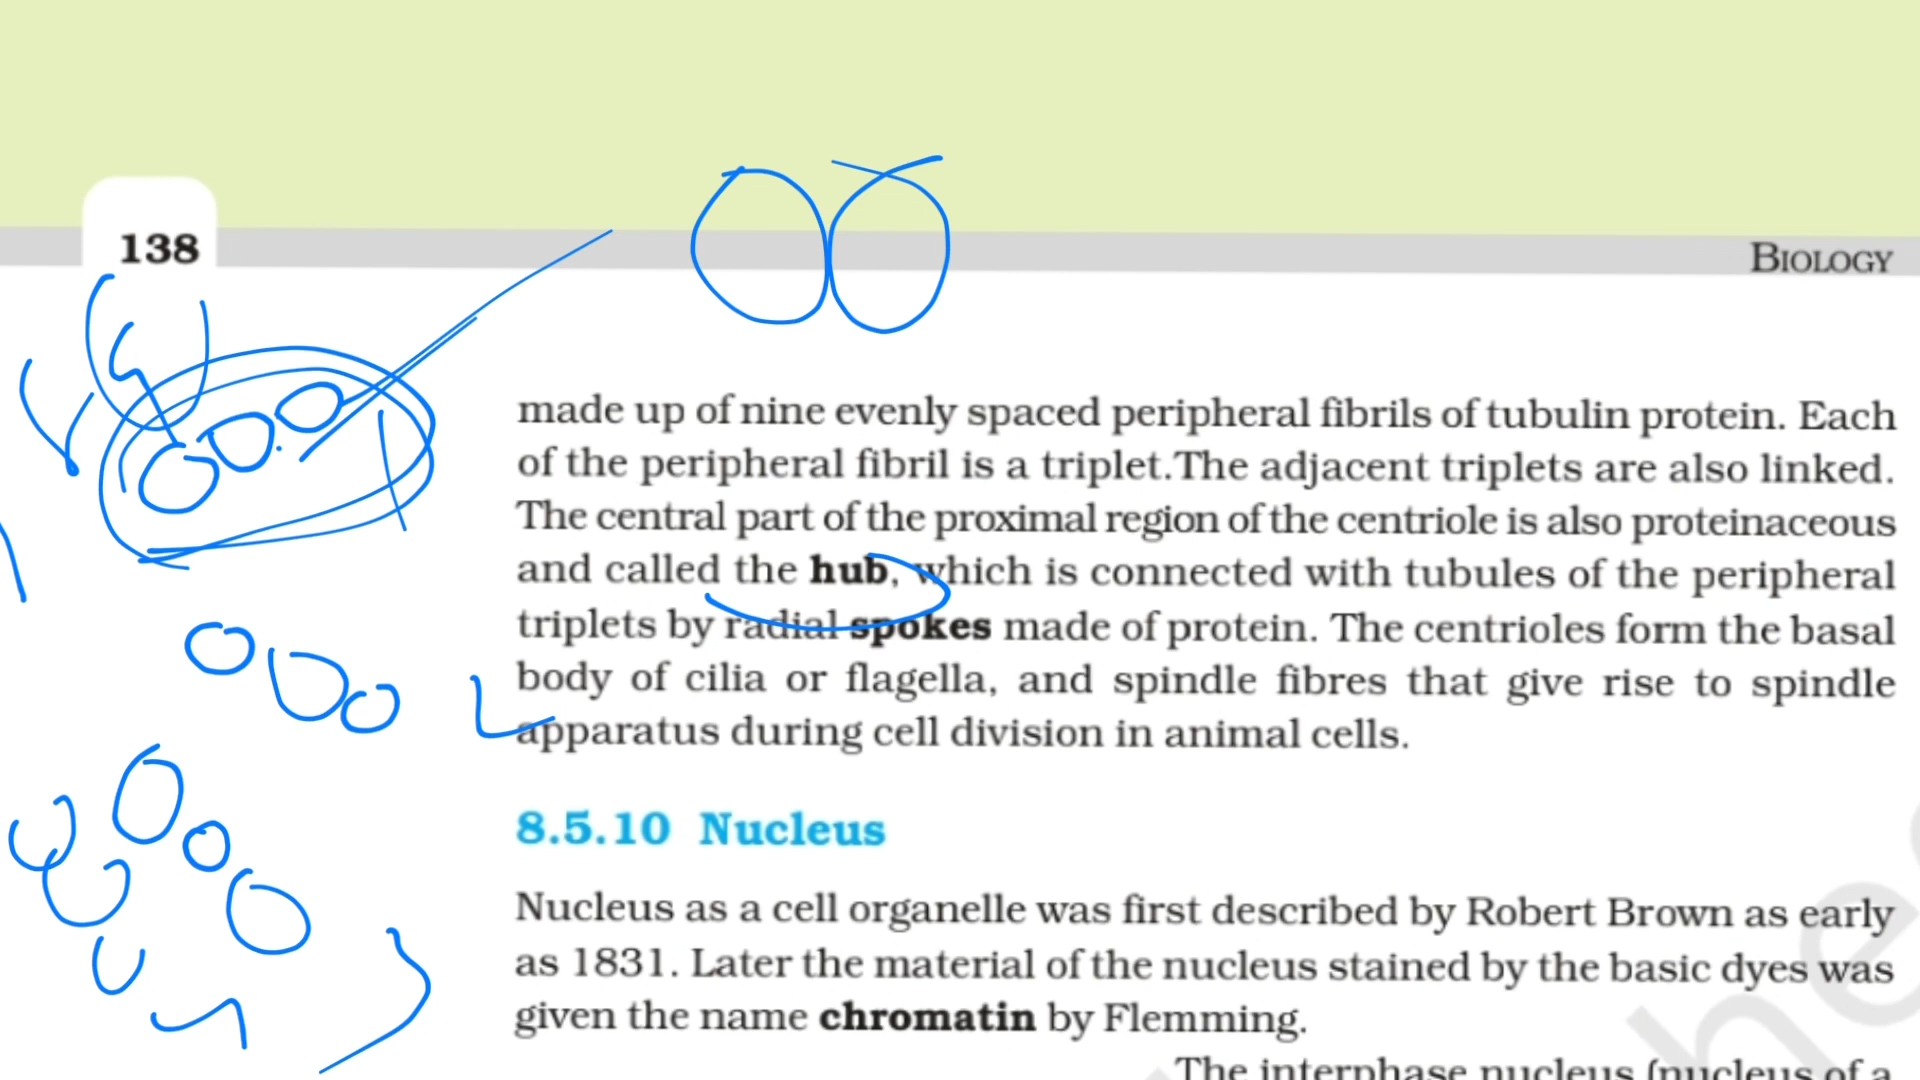 138
BIOLOGY
made up of nine evenly spaced peripheral fibrils of tubulin protein. Each
of the peripheral fibril is a triplet.The adjacent triplets are also linked.
The central part of the proximal region of the centriole is also proteinaceous
and called the hub, which is connected with tubules of the peripheral
triplets by radial spokes made of protein. The centrioles form the basal
body of cilia or flagella, and spindle fibres that give rise to spindle
apparatus during cell division in animal cells.
8.5.10 Nucleus
Nucleus as a cell organelle was first described by Robert Brown as early
as 1831. Later the material of the nucleus stained by the basic dyes was
given the name chromatin by Flemming.
The interphase nucleus (nucleus of a